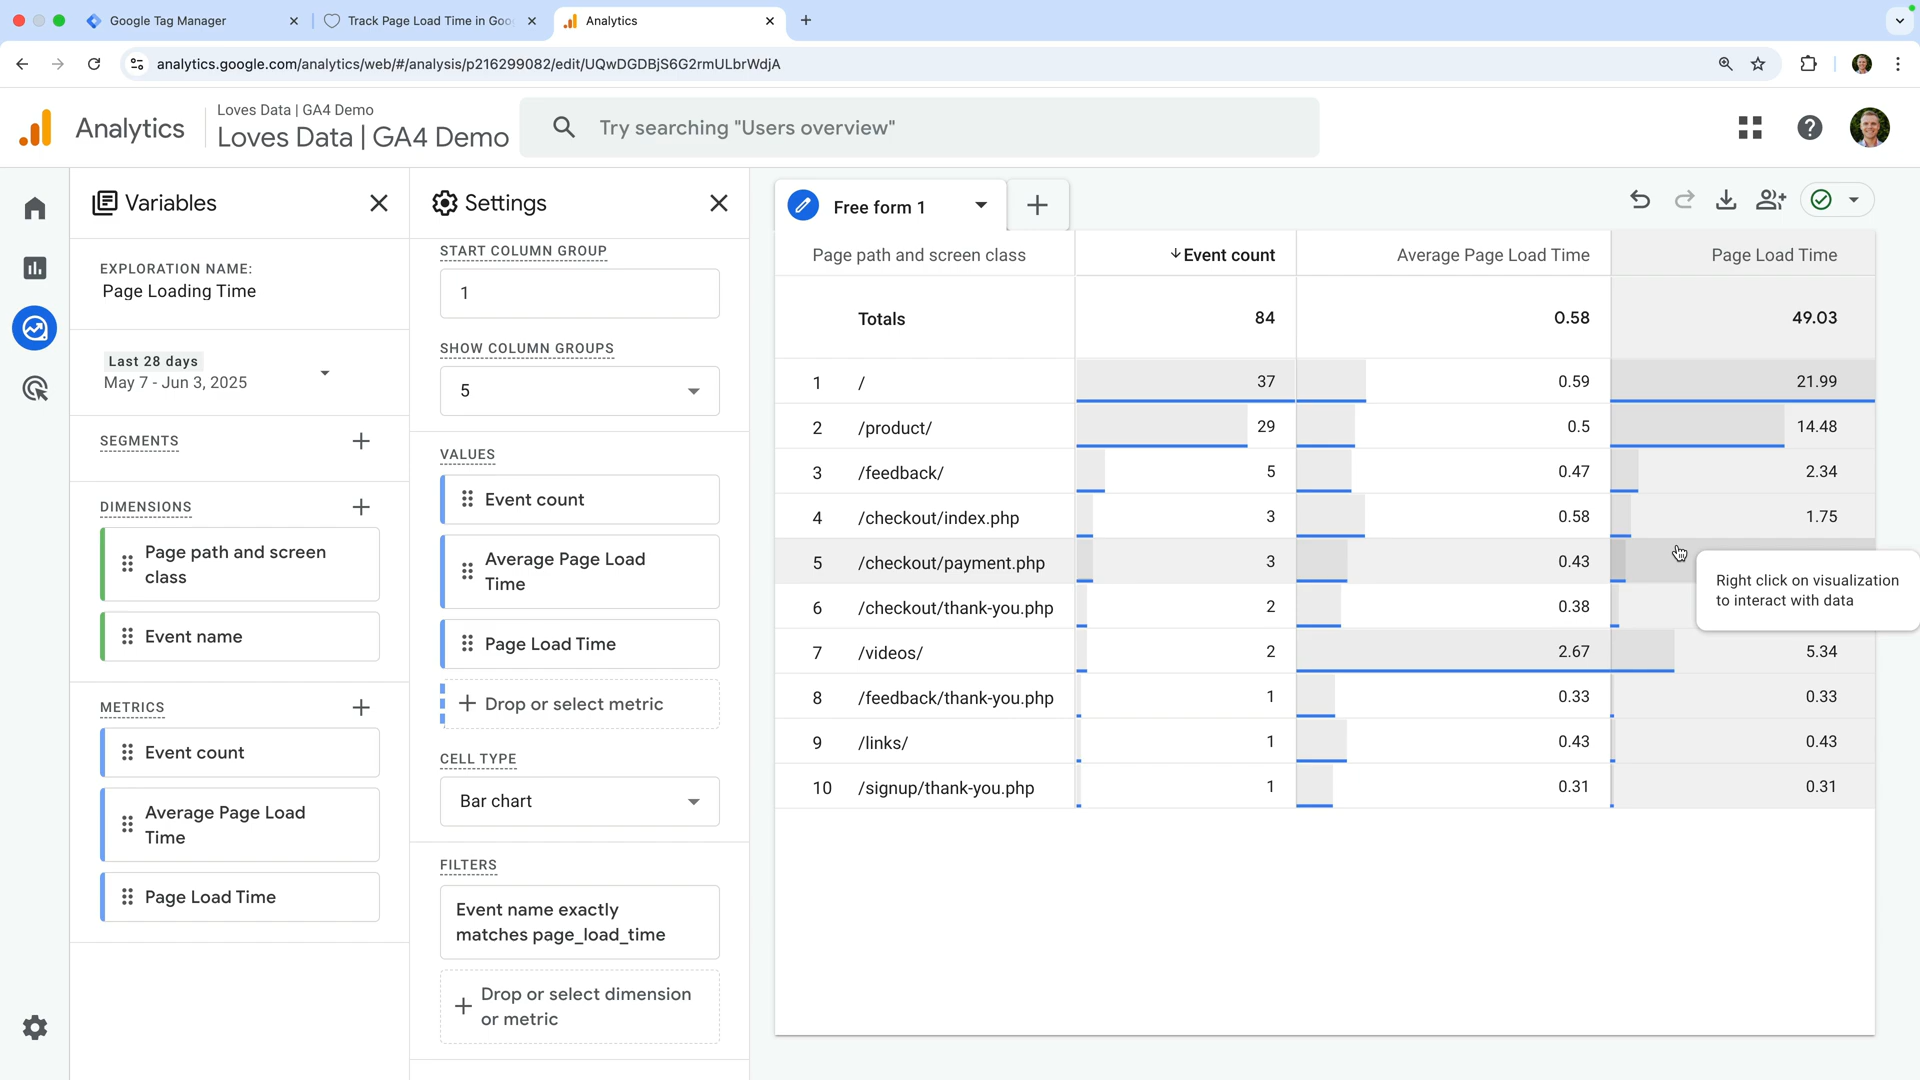 Google Tag Manager
Track Page Load Time in Goo
Analytics
analytics.google.com/analytics/web/#/analysis/p216299082/edit/UQwDGDBjS6G2rmULbrWdjA
Analytics
Loves Data | GA4 Demo
Loves Data | GA4 Demo
Try searching "Users overview"
Variables
EXPLORATION NAME:
Page Loading Time
Last 28 days
May 7 - Jun 3, 2025
SEGMENTS
DIMENSIONS
Page path and screen
class
Event name
METRICS
Event count
Average Page Load
Time
Page Load Time
Settings
START COLUMN GROUP
1
SHOW COLUMN GROUPS
5
VALUES
Event count
Average Page Load
Time
Page Load Time
Drop or select metric
CELL TYPE
Bar chart
FILTERS
Event name exactly
matches page_load_time
Drop or select dimension
or metric
Free form 1
Page path and screen class Event count Average Page Load Time Page Load Time
Totals 84 0.58 49.03
1 / 37 0.59 21.99
2 /product/ 29 0.5 14.48
3 /feedback/ 5 0.47 2.34
4 /checkout/index.php 3 0.58 1.75
5 /checkout/payment.php 3 0.43
6 /checkout/thank-you.php 2 0.38
7 /videos/ 2 2.67 5.34
8 /feedback/thank-you.php 1 0.33 0.33
9 /links/ 1 0.43 0.43
10 /signup/thank-you.php 1 0.31 0.31
Right click on visualization
to interact with data